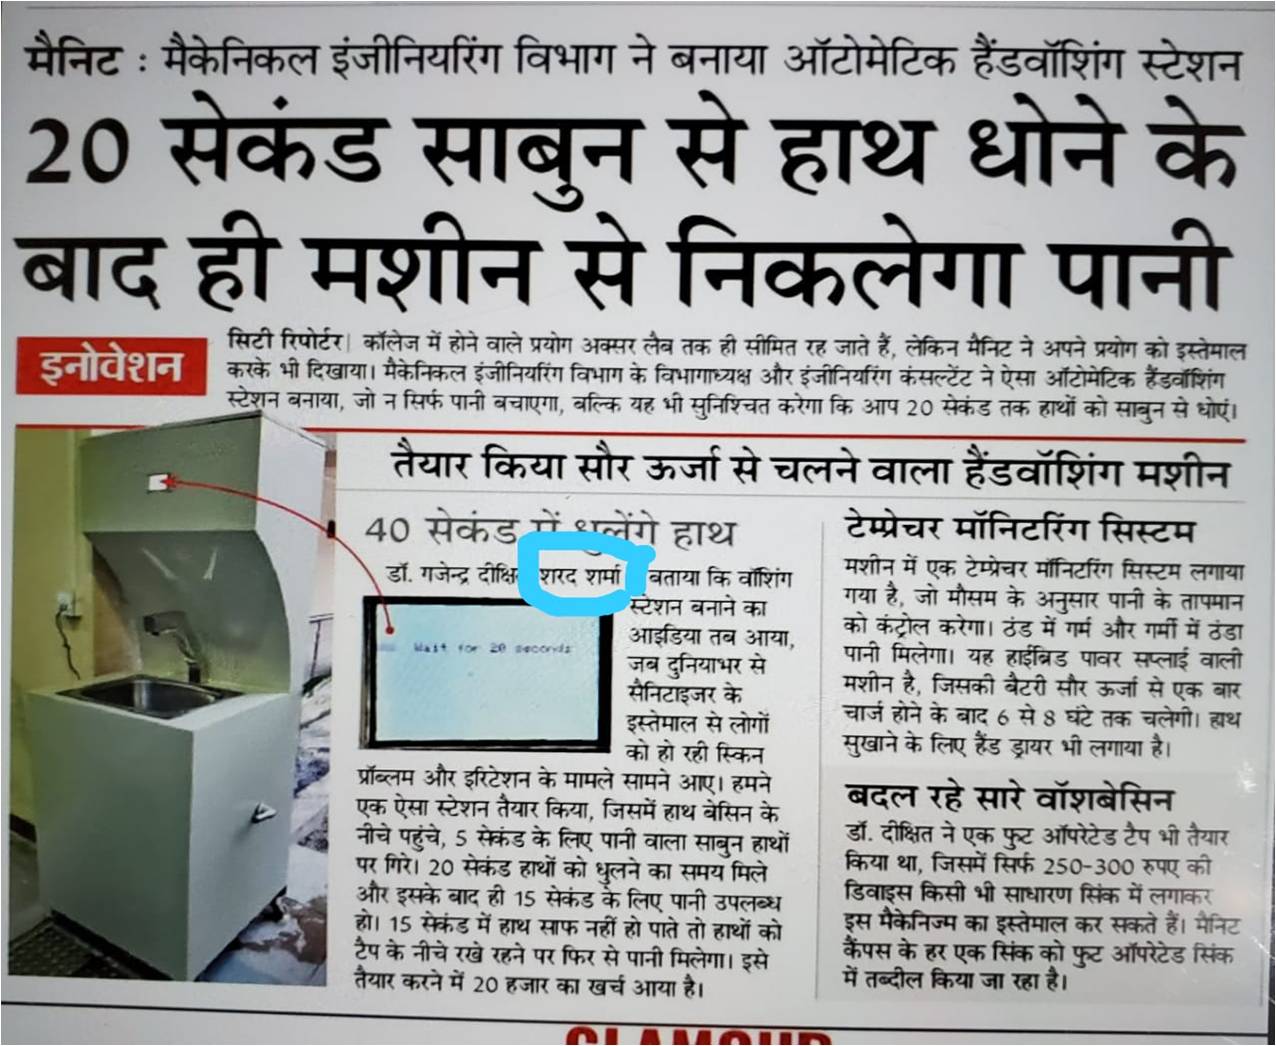 मैनिट : मैकेनिकल इंजीनियरिंग विभाग ने बनाया ऑटोमेटिक हैंडवॉशिंग स्टेशन
20 सेकंड साबुन से हाथ धोने के
बाद ही मशीन से निकलेगा पानी
इनोवेशन
सिटी रिपोर्टर| कॉलेज में होने वाले प्रयोग अक्सर लैब तक ही सीमित रह जाते हैं, लेकिन मैनिट ने अपने प्रयोग को इस्तेमाल
करके भी दिखाया। मैकेनिकल इंजीनियरिंग विभाग के विभागाध्यक्ष और इंजीनियरिंग कंसल्टेंट ने ऐसा ऑटोमेटिक हैंडवॉशिंग
स्टेशन बनाया, जो न सिर्फ पानी बचाएगा, बल्कि यह भी सुनिश्चित करेगा कि आप 20 सेकंड तक हाथों को साबुन से धोएं।
तैयार किया सौर ऊर्जा से चलने वाला हैंडवॉशिंग मशीन
40 सेकंड में धुलेंगे हाथ
डॉ. गजेन्द्र दीक्षित शरद शर्मा बताया कि वॉशिंग
स्टेशन बनाने का
आइडिया तब आया,
जब दुनियाभर से
सैनिटाइजर के
इस्तेमाल से लोगों
को हो रही स्किन
Wait for 20 seconds
प्रॉब्लम और इरिटेशन के मामले सामने आए। हमने
एक ऐसा स्टेशन तैयार किया, जिसमें हाथ बेसिन के
नीचे पहुंचे, 5 सेकंड के लिए पानी वाला साबुन हाथों
पर गिरे। 20 सेकंड हाथों को धुलने का समय मिले
और इसके बाद ही 15 सेकंड के लिए पानी उपलब्ध
हो। 15 सेकंड में हाथ साफ नहीं हो पाते तो हाथों को
टैप के नीचे रखे रहने पर फिर से पानी मिलेगा। इसे
तैयार करने में 20 हजार का खर्च आया है।
टेम्प्रेचर मॉनिटरिंग सिस्टम
मशीन में एक टेम्प्रेचर मॉनिटरिंग सिस्टम लगाया
गया है, जो मौसम के अनुसार पानी के तापमान
को कंट्रोल करेगा। ठंड में गर्म और गर्मी में ठंडा
पानी मिलेगा। यह हाईब्रिड पावर सप्लाई वाली
मशीन है, जिसकी बैटरी सौर ऊर्जा से एक बार
चार्ज होने के बाद 6 से 8 घंटे तक चलेगी। हाथ
सुखाने के लिए हैंड ड्रायर भी लगाया है।
बदल रहे सारे वॉशबेसिन
डॉ. दीक्षित ने एक फुट ऑपरेटेड टैप भी तैयार
किया था, जिसमें सिर्फ 250-300 रुपए की
डिवाइस किसी भी साधारण सिंक में लगाकर
इस मैकेनिज्म का इस्तेमाल कर सकते हैं। मैनिट
कैंपस के हर एक सिंक को फुट ऑपरेटेड सिंक
में तब्दील किया जा रहा है।
GLAMOUR